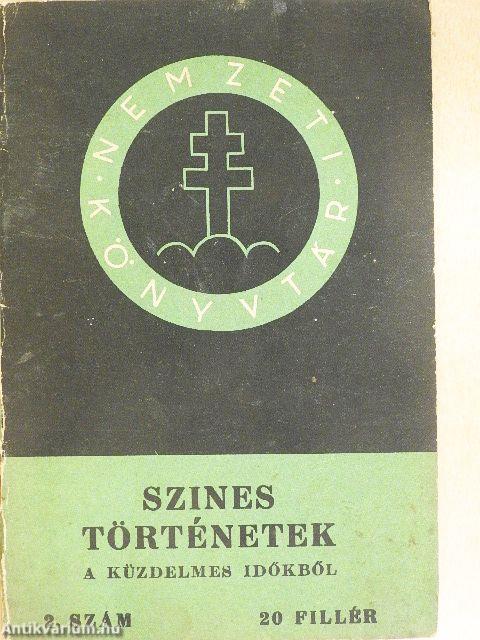 NEMZETI KÖNYVTÁR
SZINES
TÖRTÉNETEK
A KÜZDELMES IDŐKBŐL
2. SZÁM 20 FILLÉR
Antikvarium.hu